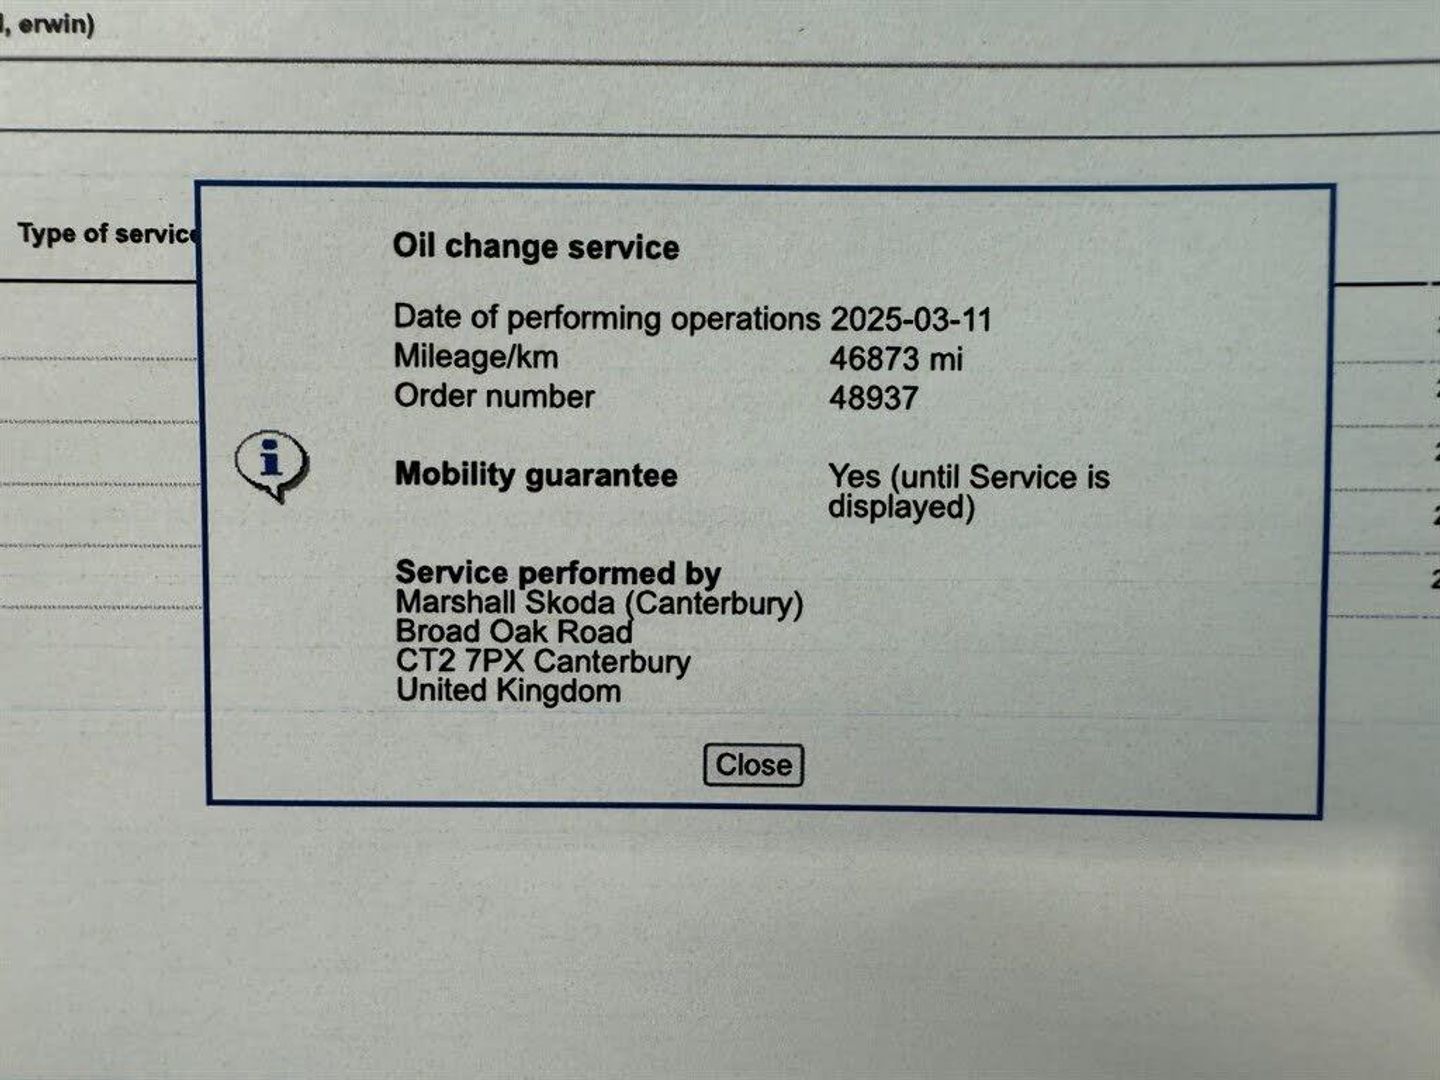 , erwin)
Type of service
Oil change service
Date of performing operations 2025-03-11
Mileage/km 46873 mi
Order number 48937
Mobility guarantee Yes (until Service is
displayed)
Service performed by
Marshall Skoda (Canterbury)
Broad Oak Road
CT2 7PX Canterbury
United Kingdom
Close